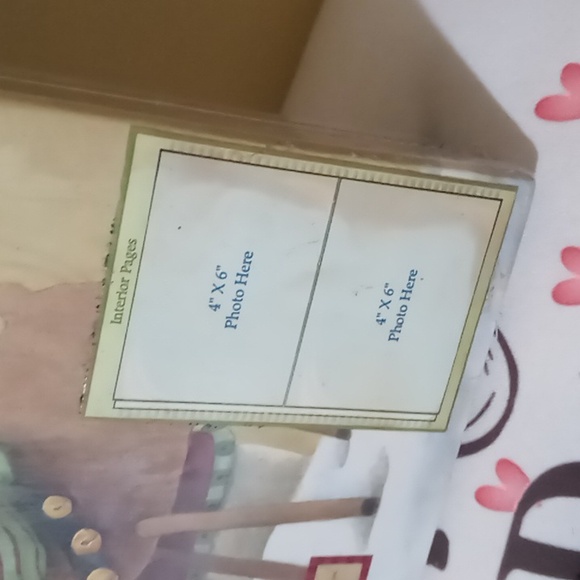 Interior Pages
4" X 6"
Photo Here
4" X 6"
Photo Here